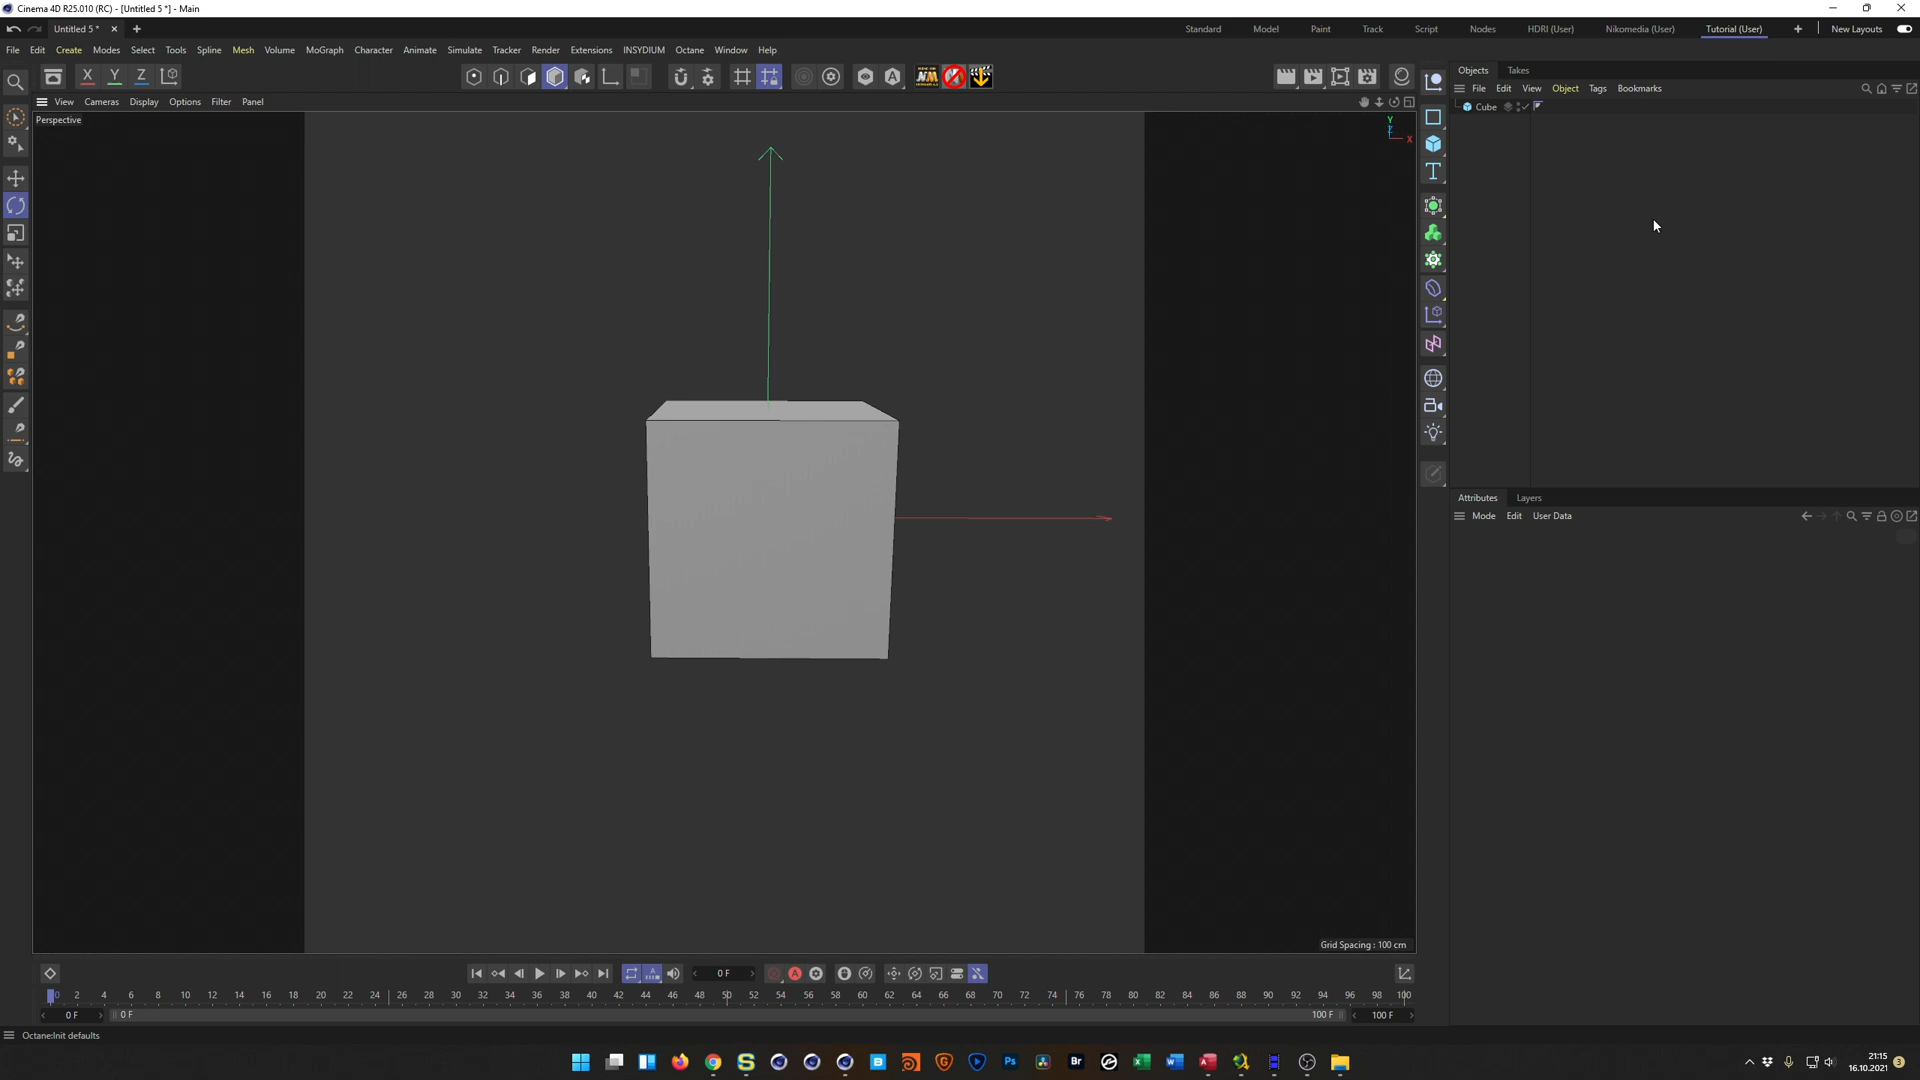 Cinema 4D R25.010 (RC) - [Untitled 5 *] - Main
Untitled 5 *
Standard Model Paint Track Script Nodes HDRI (User) Nikomedia (User) Tutorial (User) New Layouts
File Edit Create Modes Select Tools Spline Mesh Volume MoGraph Character Animate Simulate Tracker Render Extensions INSYDIUM Octane Window Help
X Y Z
Objects Takes
File Edit View Object Tags Bookmarks
View Cameras Display Options Filter Panel
Cube
Perspective
Y
Z
X
Attributes Layers
Mode Edit User Data
Grid Spacing : 100 cm
0 F
0 2 4 6 8 10 12 14 16 18 20 22 24 26 28 30 32 34 36 38 40 42 44 46 48 50 52 54 56 58 60 62 64 66 68 70 72 74 76 78 80 82 84 86 88 90 92 94 96 98 100
0 F 0 F 100 F 100 F
Octane:Init defaults
21:15
16.10.2021
3